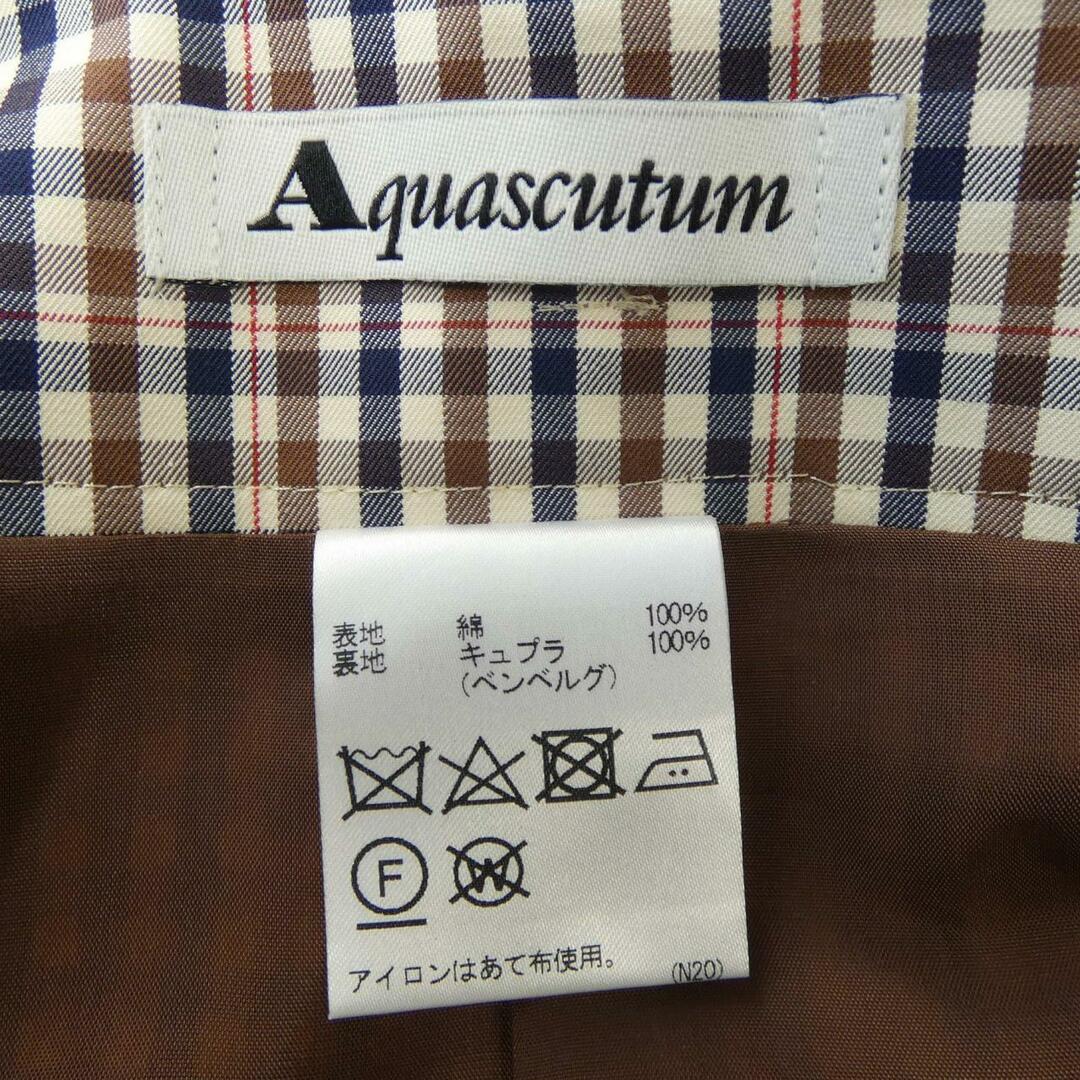 Aquascutum
表地 綿 100%
裏地 キュプラ 100%
(ベンベルグ)
F W
アイロンはあて布使用。 (N20)